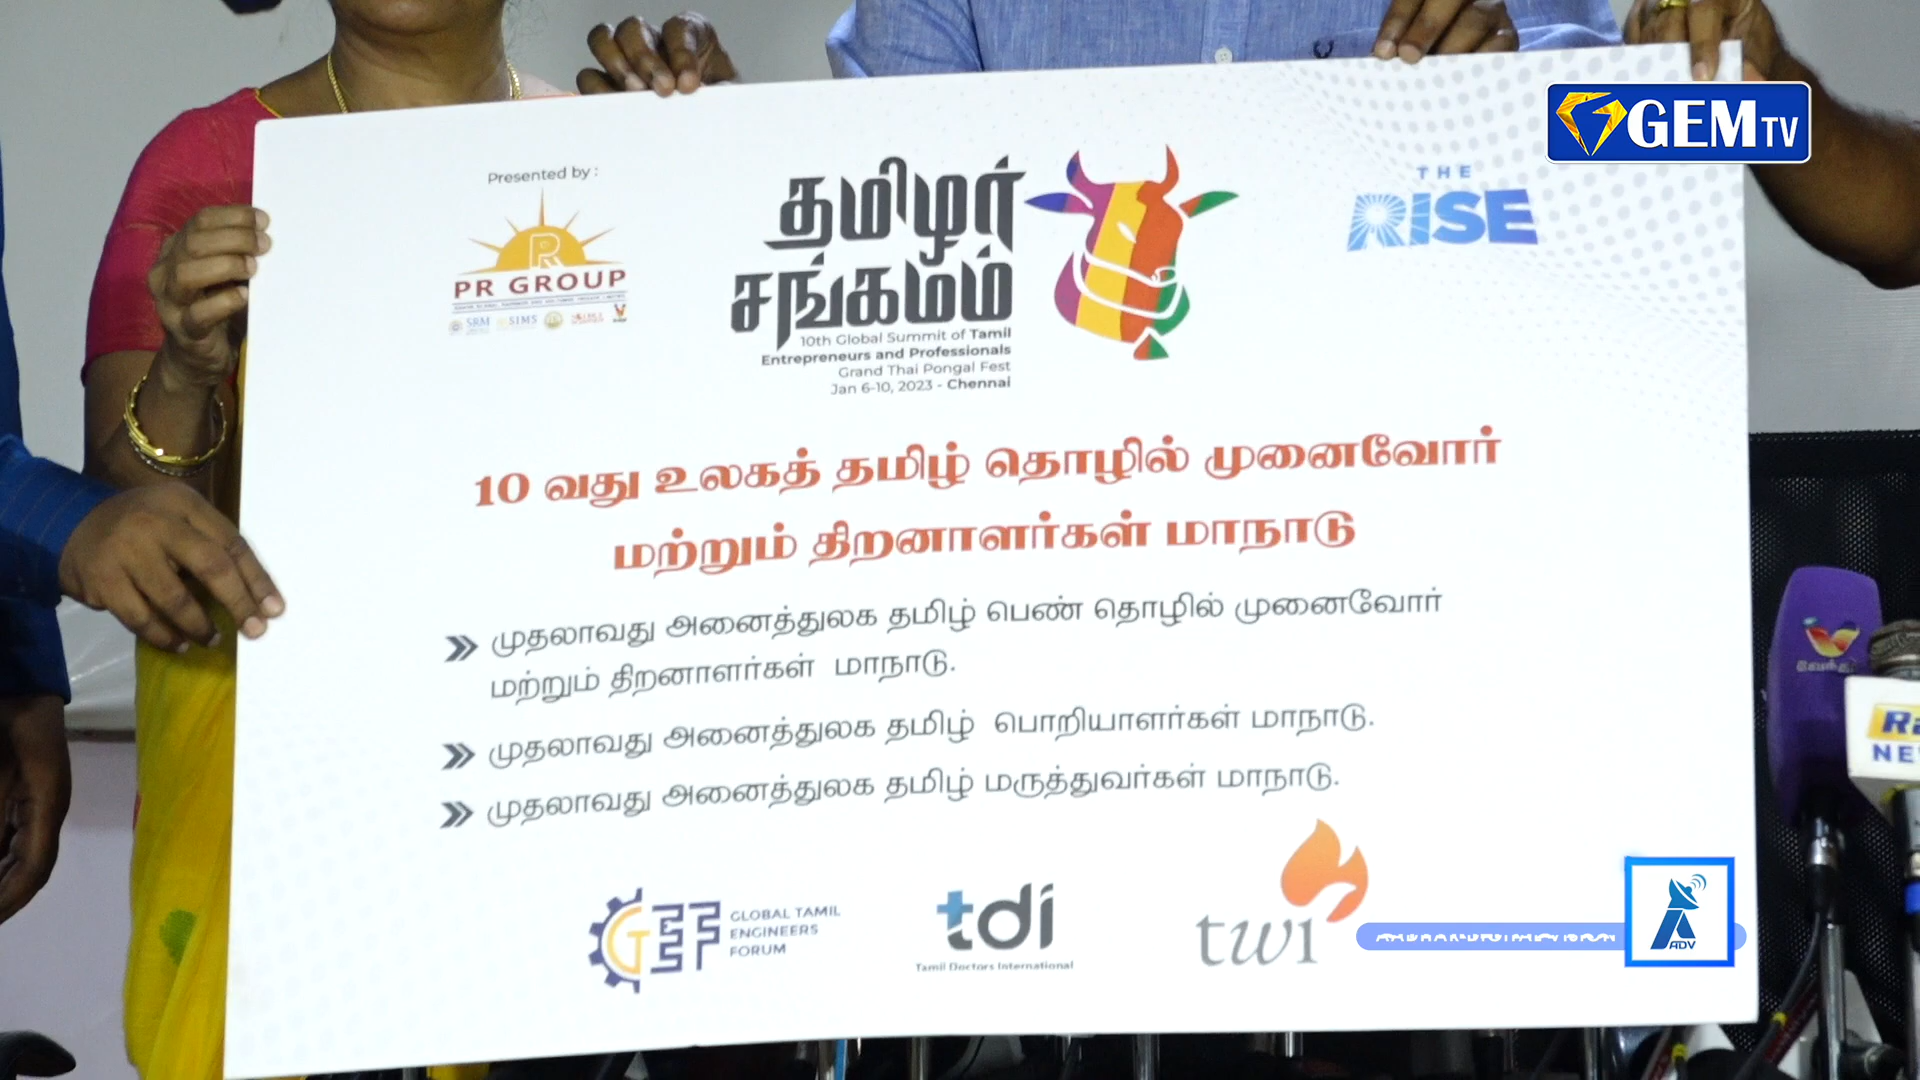 GEM TV
Presented by :
PR GROUP
SRM
SIMS
தமிழர்
சங்கமம்
10th Global Summit of Tamil
Entrepreneurs and Professionals
Grand Thai Pongal Fest
Jan 6-10, 2023 - Chennai
THE
RISE
10 வது உலகத் தமிழ் தொழில் முனைவோர்
மற்றும் திறனாளர்கள் மாநாடு
முதலாவது அனைத்துலக தமிழ் பெண் தொழில் முனைவோர்
மற்றும் திறனாளர்கள் மாநாடு.
முதலாவது அனைத்துலக தமிழ் பொறியாளர்கள் மாநாடு.
முதலாவது அனைத்துலக தமிழ் மருத்துவர்கள் மாநாடு.
GLOBAL TAMIL
ENGINEERS
FORUM
tdi
Tamil Doctors International
twi
ADV